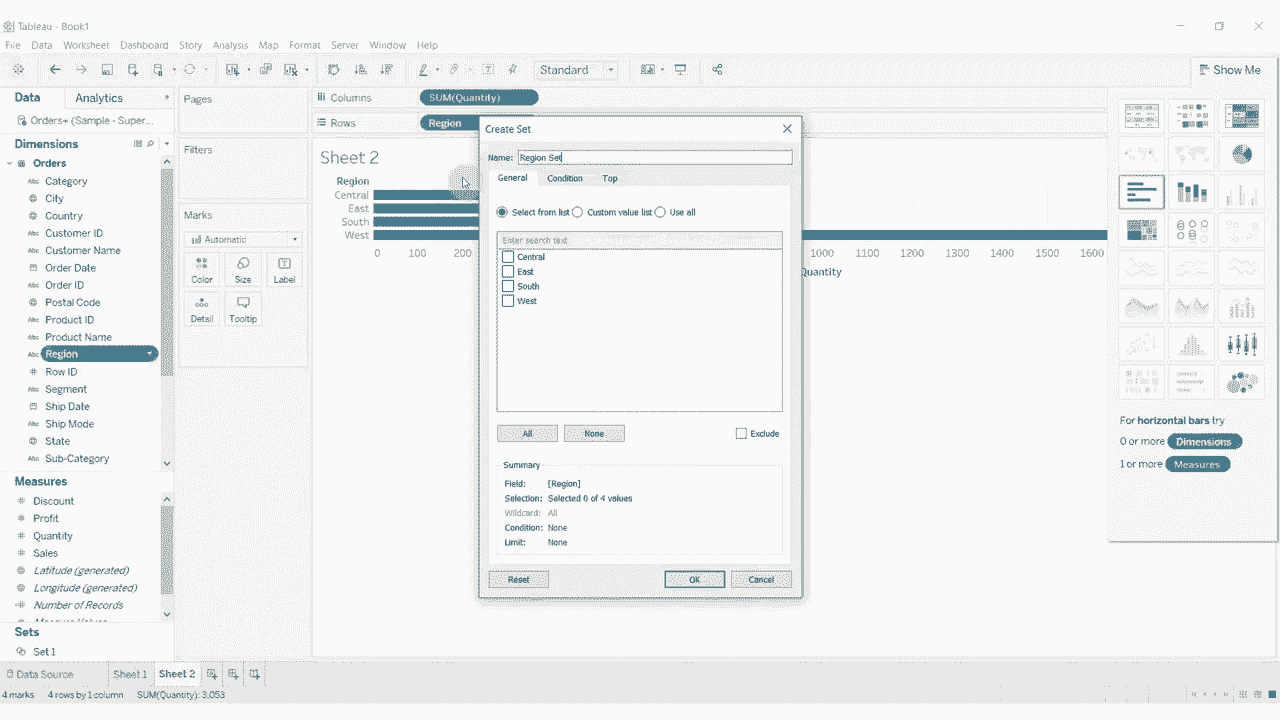 Tableau - Book1
File Data Worksheet Dashboard Story Analysis Map Format Server Window Help
Standard
Show Me
Data Analytics
Pages
Columns SUM(Quantity)
Orders+ (Sample - Super...
Rows Region
Dimensions
Filters
Orders
Category
City
Country
Customer ID
Customer Name
Order Date
Order ID
Postal Code
Product ID
Product Name
Region
Row ID
Segment
Ship Date
Ship Mode
State
Sub-Category
Measures
Discount
Profit
Quantity
Sales
Latitude (generated)
Longitude (generated)
Number of Records
Sets
Set 1
Marks
Automatic
Color Size Label
Detail Tooltip
Sheet 2
Region
Central
East
South
West
0 100 200 1000 1100 1200 1300 1400 1500 1600
Quantity
Create Set
Name: Region Set
General Condition Top
Select from list Custom value list Use all
Enter search text
Central
East
South
West
All None Exclude
Summary
Field: [Region]
Selection: Selected 0 of 4 values
Wildcard: All
Condition: None
Limit: None
Reset OK Cancel
For horizontal bars try
0 or more Dimensions
1 or more Measures
Data Source Sheet 1 Sheet 2
4 marks 4 rows by 1 column SUM(Quantity): 3,053